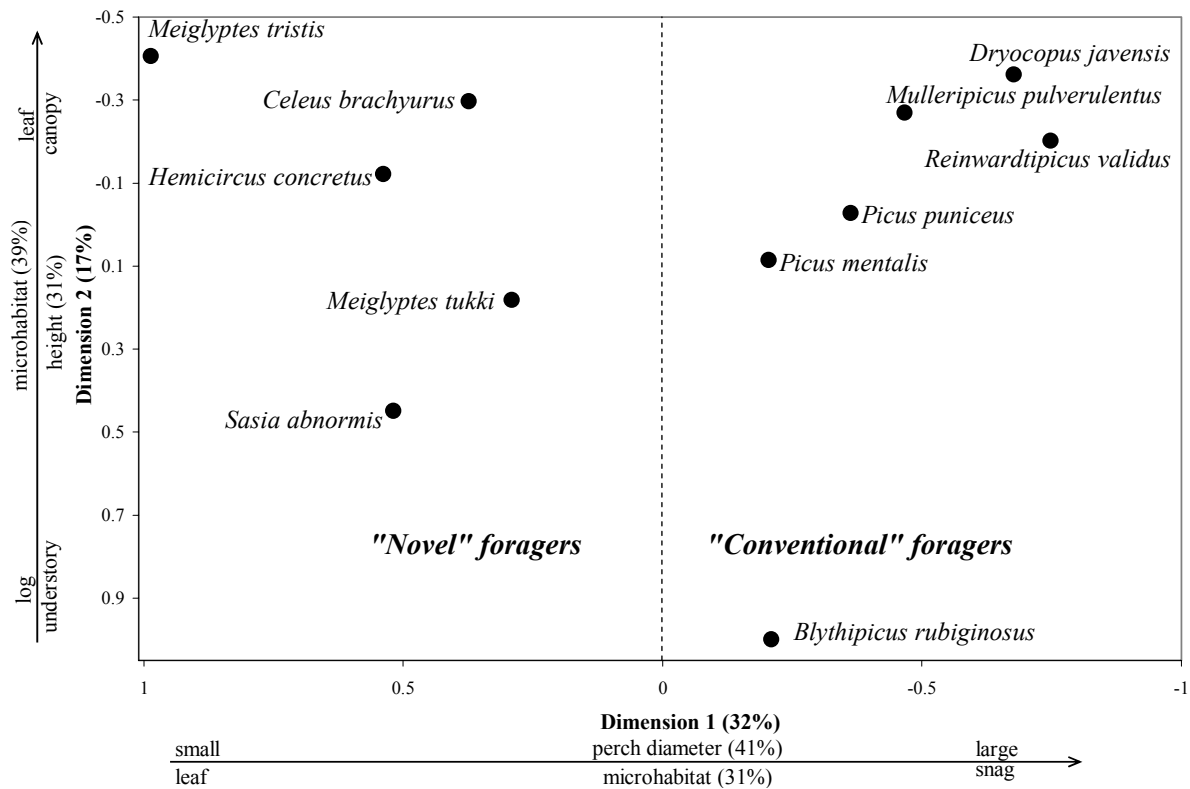 -0.5
-0.3
-0.1
0.1
0.3
0.5
0.7
0.9
leaf
canopy
microhabitat (39%)
height (31%)
Dimension 2 (17%)
log
understory
Meiglyptes tristis
Dryocopus javensis
Celeus brachyurus
Mulleripicus pulverulentus
Reinwardtipicus validus
Hemicircus concretus
Picus puniceus
Picus mentalis
Meiglyptes tukki
Sasia abnormis
"Novel" foragers
"Conventional" foragers
Blythipicus rubiginosus
1
0.5
0
-0.5
-1
Dimension 1 (32%)
small
perch diameter (41%)
large
leaf
microhabitat (31%)
snag